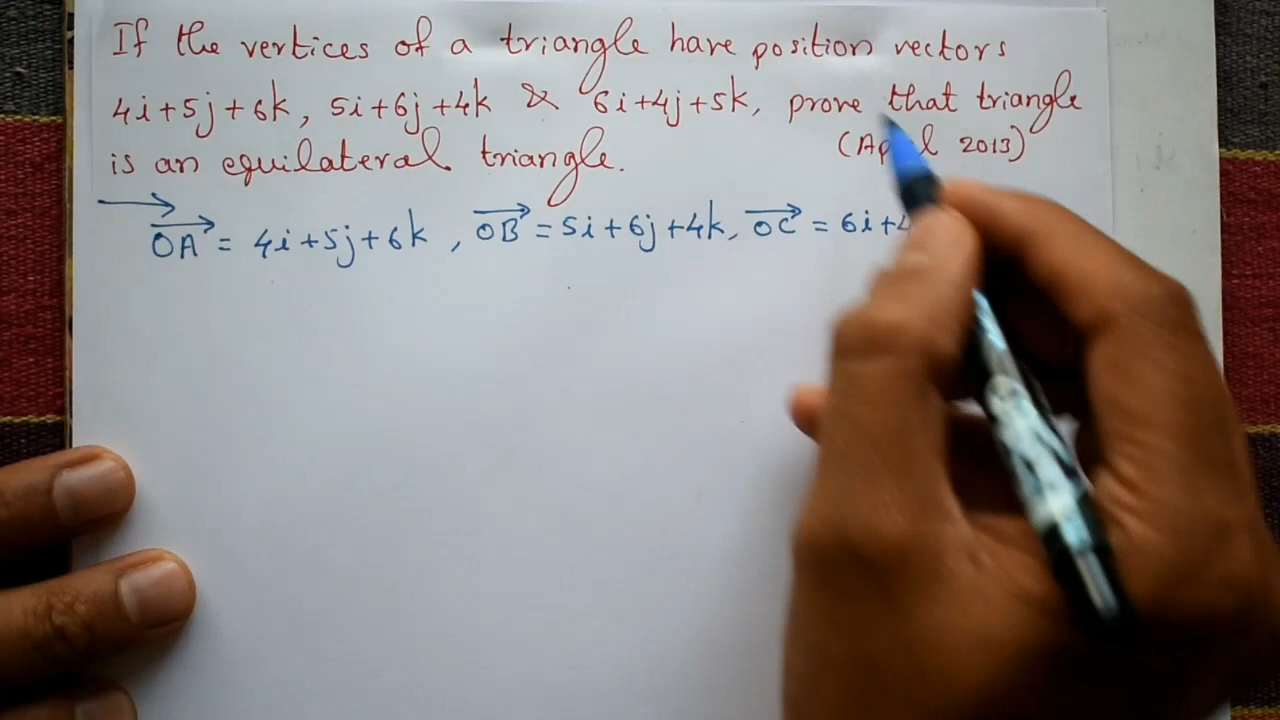 If the vertices of a triangle have position vectors
4i+5j+6k, 5i+6j+4k & 6i+4j+5k, prove that triangle
is an equilateral triangle. 2013)
OA = 4i+5j+6k, OB = 5i+6j+4k, OC = 6i+4